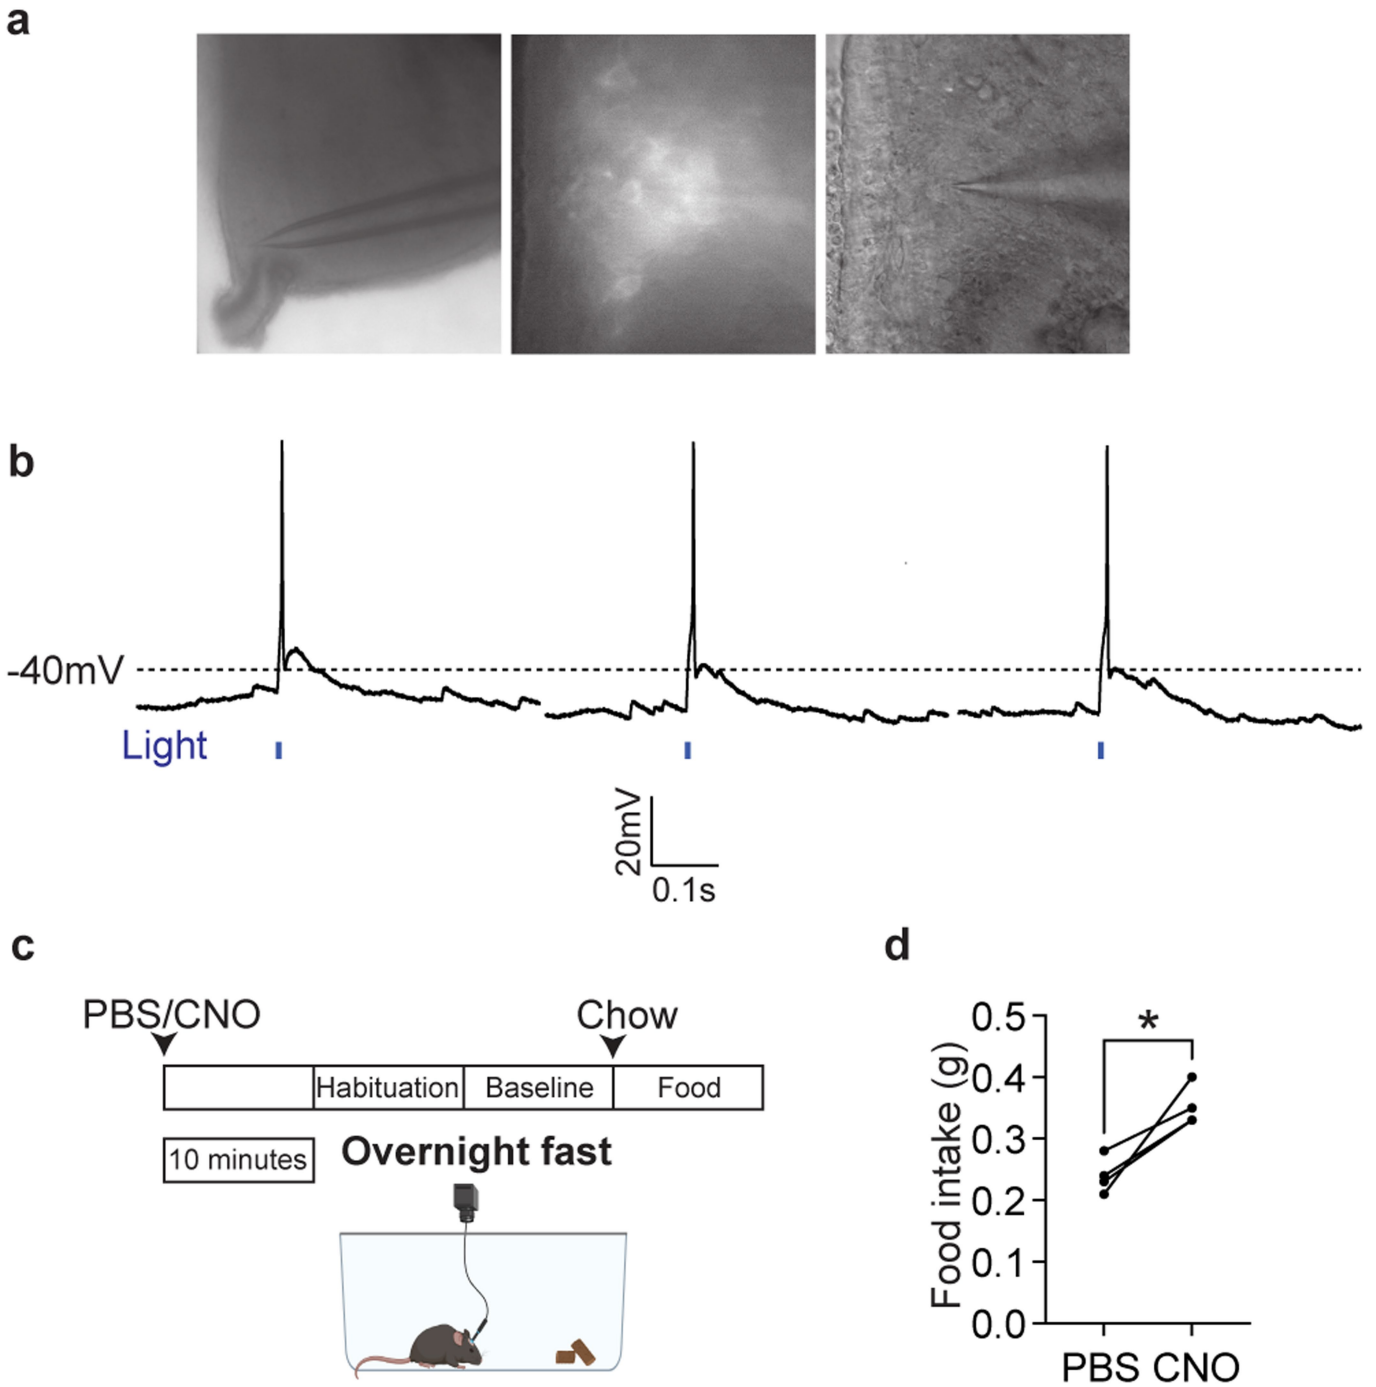 a
b
-40mV
Light
20mV
0.1s
c
PBS/CNO
Chow
Habituation
Baseline
Food
10 minutes
Overnight fast
d
Food intake (g)
0.5
0.4
0.3
0.2
0.1
0.0
*
PBS CNO